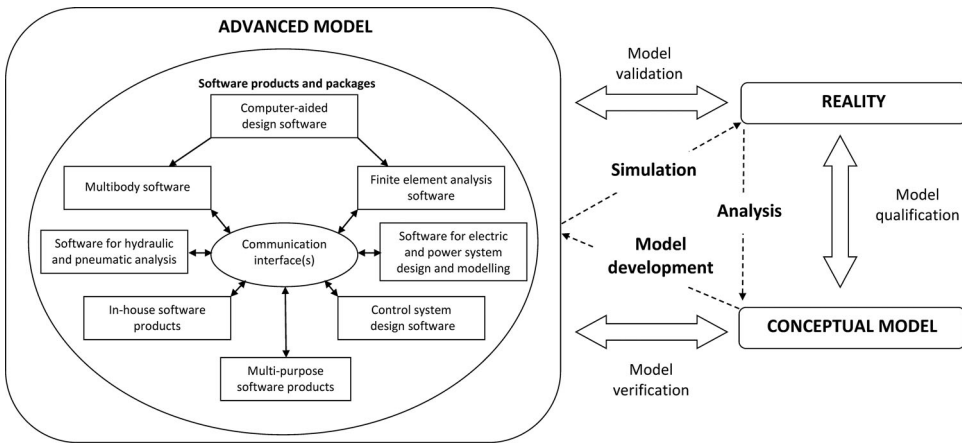 ADVANCED MODEL
Software products and packages
Computer-aided
design software
Multibody software
Finite element analysis
software
Software for hydraulic
and pneumatic analysis
Communication
interface(s)
Software for electric
and power system
design and modelling
In-house software
products
Control system
design software
Multi-purpose
software products
Model
validation
REALITY
Simulation
Analysis
Model
qualification
Model
development
CONCEPTUAL MODEL
Model
verification